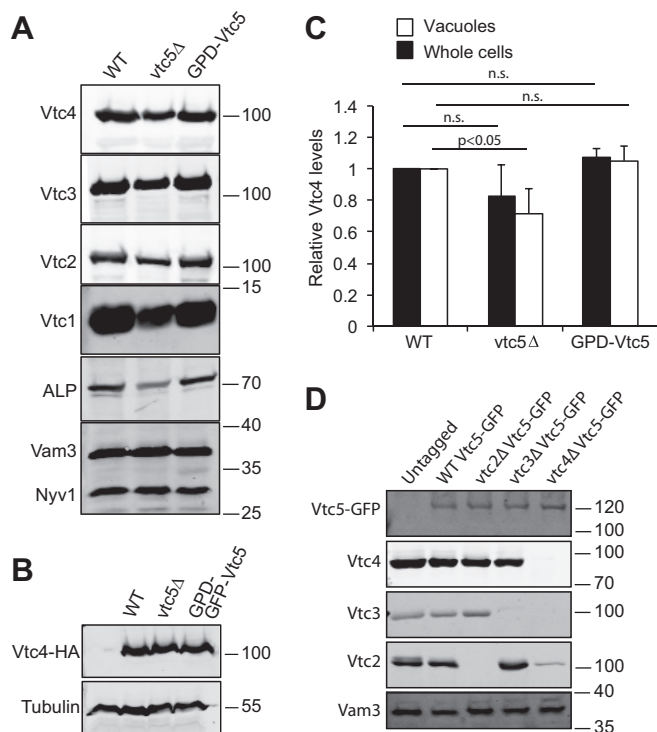 A
WT
vtc5Δ
GPD-Vtc5
Vtc4
100
Vtc3
100
Vtc2
100
15
Vtc1
ALP
70
40
Vam3
35
Nyv1
25
B
WT
vtc5Δ
GPD-
GFP-Vtc5
Vtc4-HA
100
Tubulin
55
C
Vacuoles
Whole cells
n.s.
n.s.
n.s.
p<0.05
Relative Vtc4 levels
1.4
1.2
1
0.8
0.6
0.4
0.2
0
WT
vtc5Δ
GPD-Vtc5
D
Untagged
WT Vtc5-GFP
vtc2Δ Vtc5-GFP
vtc3Δ Vtc5-GFP
vtc4Δ Vtc5-GFP
Vtc5-GFP
120
100
Vtc4
100
70
Vtc3
100
Vtc2
100
40
Vam3
35